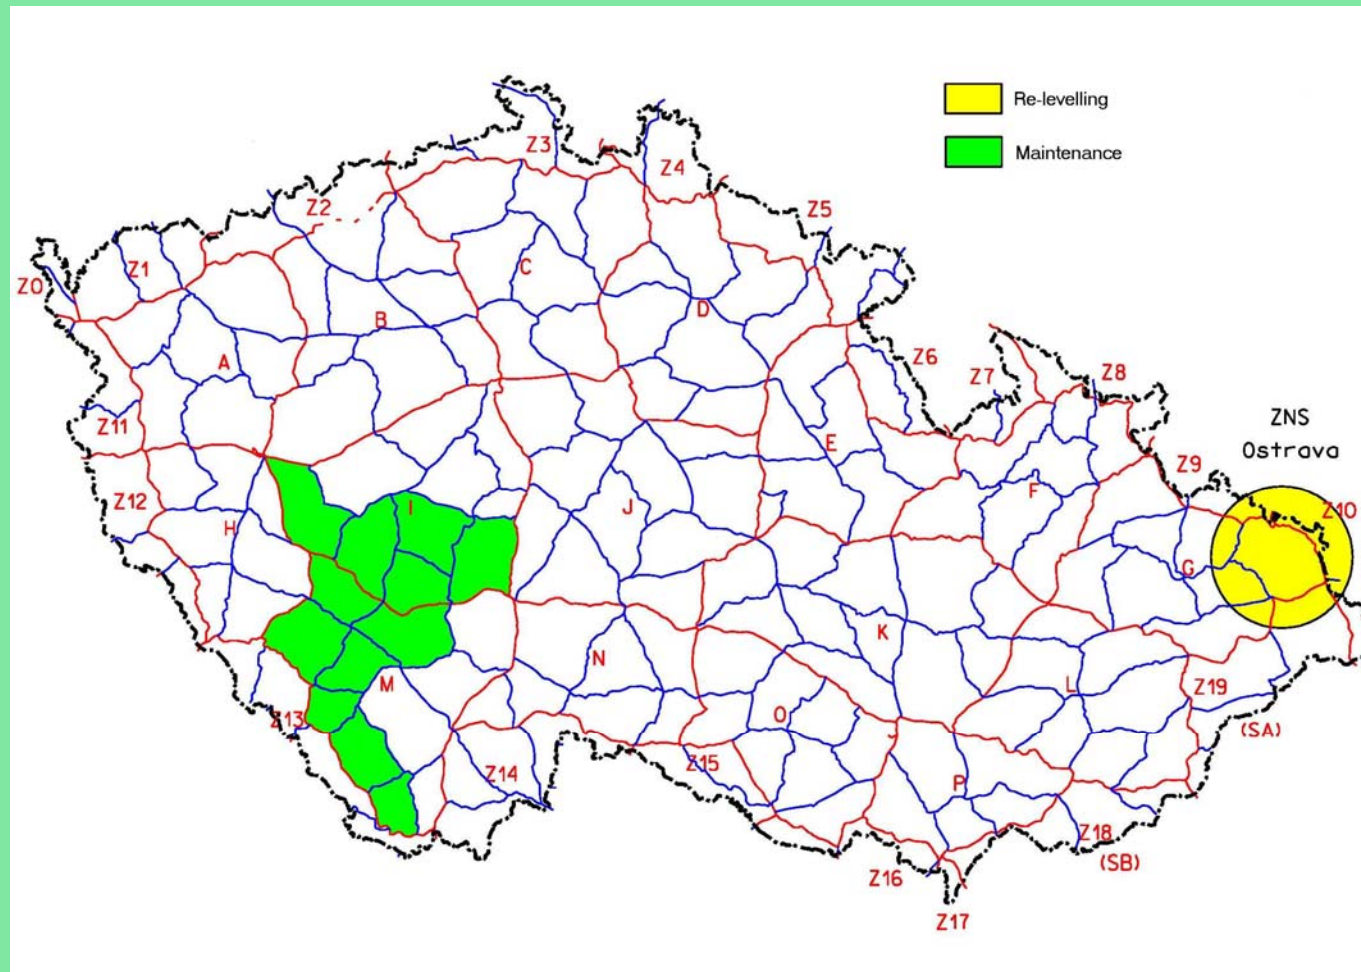 Re-levelling
Maintenance
Z3
Z4
Z2
Z5
Z1
Z0
C
B
D
A
Z6
Z7
Z8
Z11
E
ZNS
Ostrava
Z9
Z12
I
H
J
F
Z10
G
K
N
M
L
Z19
Z13
O
(SA)
Z14
Z15
P
Z18
(SB)
Z16
Z17